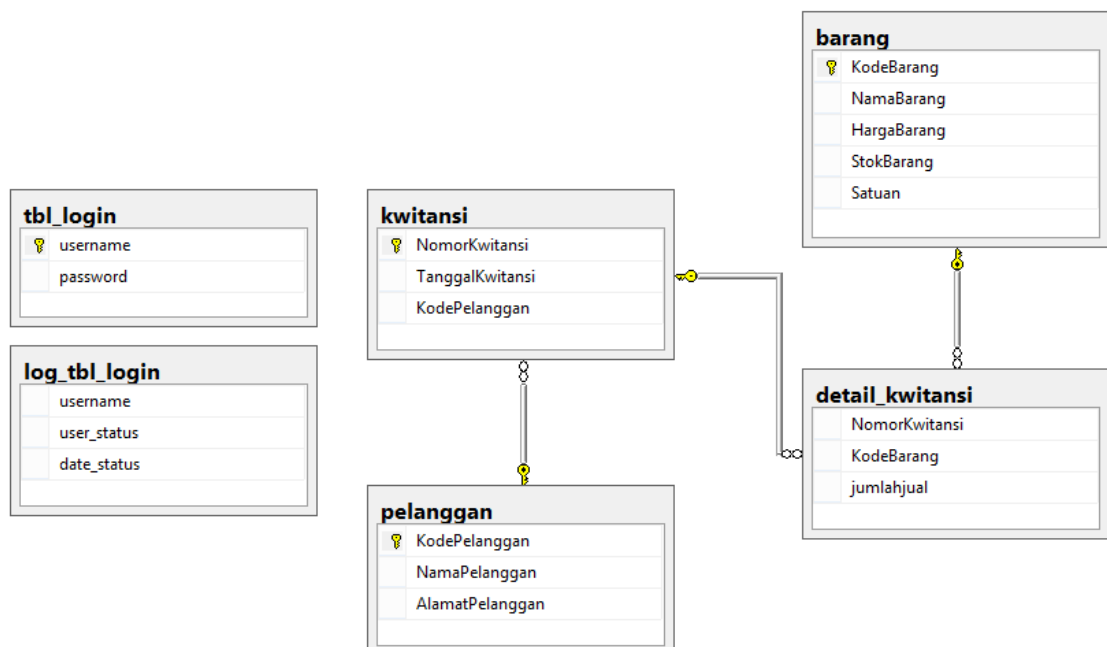 barang
KodeBarang
NamaBarang
HargaBarang
StokBarang
Satuan
tbl_login
username
password
kwitansi
NomorKwitansi
TanggalKwitansi
KodePelanggan
log_tbl_login
username
user_status
date_status
detail_kwitansi
NomorKwitansi
KodeBarang
jumlahjual
pelanggan
KodePelanggan
NamaPelanggan
AlamatPelanggan